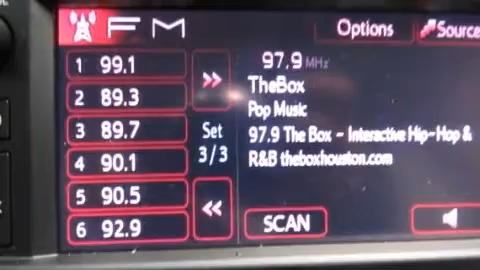 FM
Options
Source
1 99.1
2 89.3
3 89.7
4 90.1
5 90.5
6 92.9
Set
3/3
97.9 MHz
TheBox
Pop Music
97.9 The Box - Interactive Hip-Hop &
R&B theboxhouston.com
SCAN